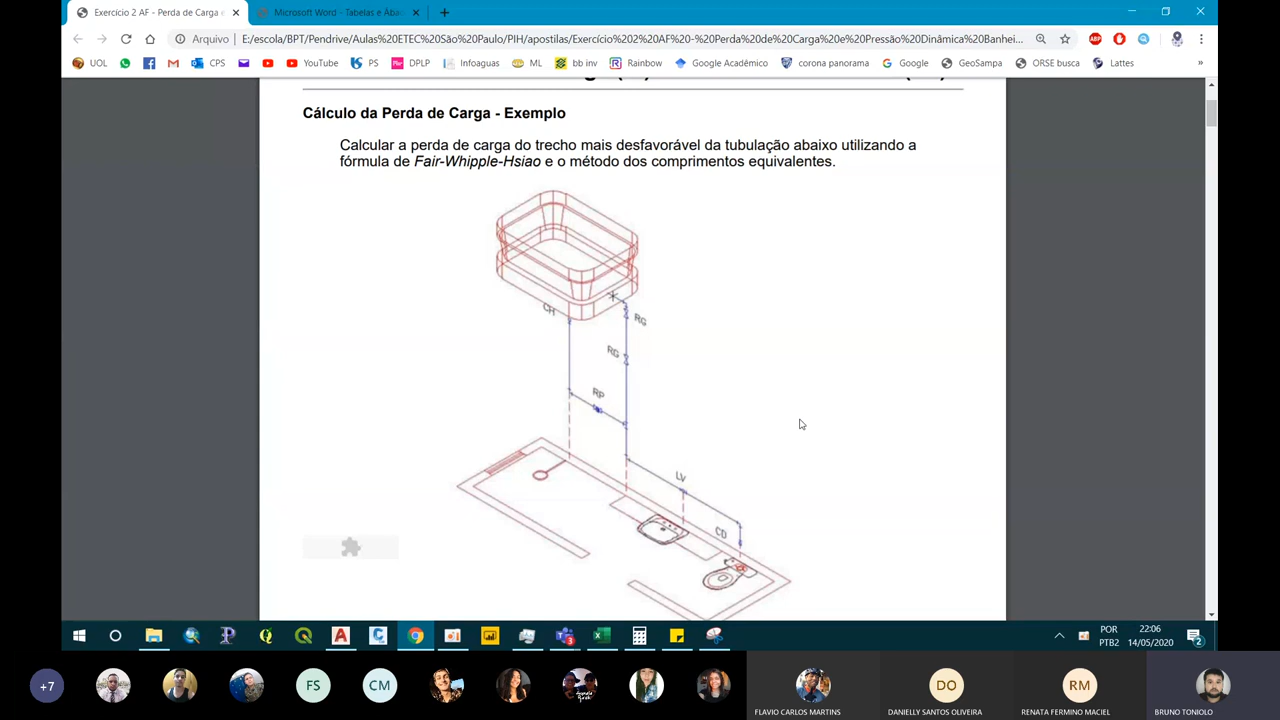 Exercício 2 AF - Perda de Carga e
Microsoft Word - Tabelas e Ába
Arquivo
E:/escola/BPT/Pendrive/Aulas%20ETEC%20São%20Paulo/PIH/apostilas/Exercício%202%20AF%20-%20Perda%20de%20Carga%20e%20Pressão%20Dinâmica%20Banhei...
ABP
UOL
CPS
YouTube
PS
DPLP
Infoaguas
ML
bb inv
Rainbow
Google Acadêmico
corona panorama
Google
GeoSampa
ORSE busca
Lattes
»
Cálculo da Perda de Carga - Exemplo
Calcular a perda de carga do trecho mais desfavorável da tubulação abaixo utilizando a
fórmula de Fair-Whipple-Hsiao e o método dos comprimentos equivalentes.
CH
RG
RG
RP
LV
CD
POR
PTB2
22:06
14/05/2020
2
+7
FS
CM
FLAVIO CARLOS MARTINS
DO
DANIELLY SANTOS OLIVEIRA
RM
RENATA FERMINO MACIEL
BRUNO TONIOLO